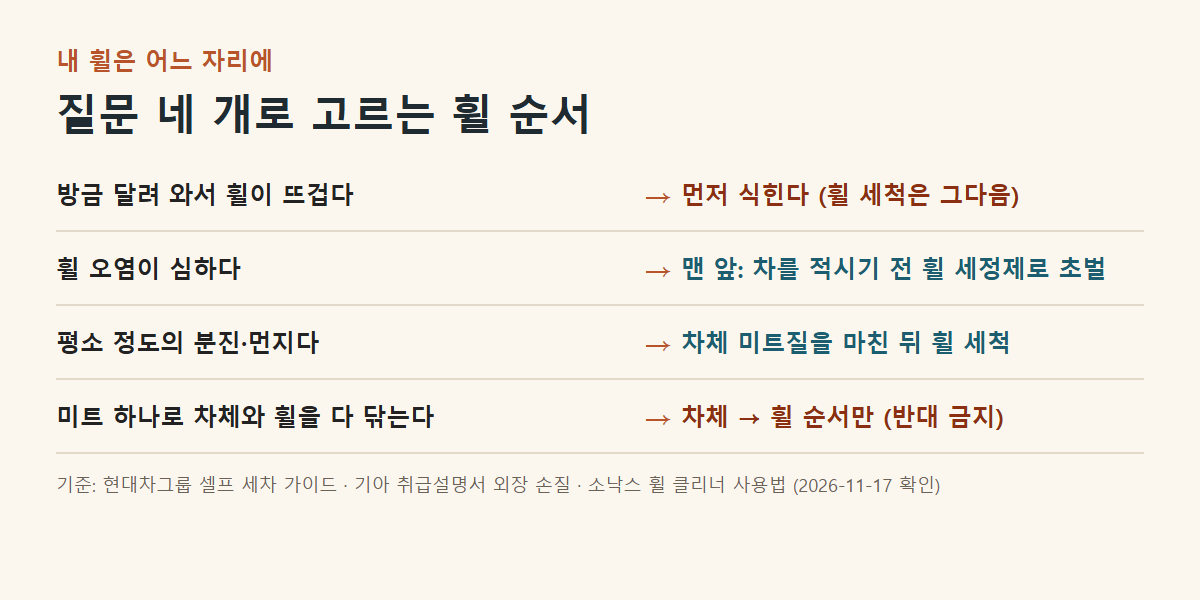 내 휠은 어느 자리에
질문 네 개로 고르는 휠 순서
방금 달려 와서 휠이 뜨겁다 → 먼저 식힌다 (휠 세척은 그다음)
휠 오염이 심하다 → 맨 앞: 차를 적시기 전 휠 세정제로 초벌
평소 정도의 분진·먼지다 → 차체 미트질을 마친 뒤 휠 세척
미트 하나로 차체와 휠을 다 닦는다 → 차체 → 휠 순서만 (반대 금지)
기준: 현대차그룹 셀프 세차 가이드 · 기아 취급설명서 외장 손질 · 소낙스 휠 클리너 사용법 (2026-11-17 확인)